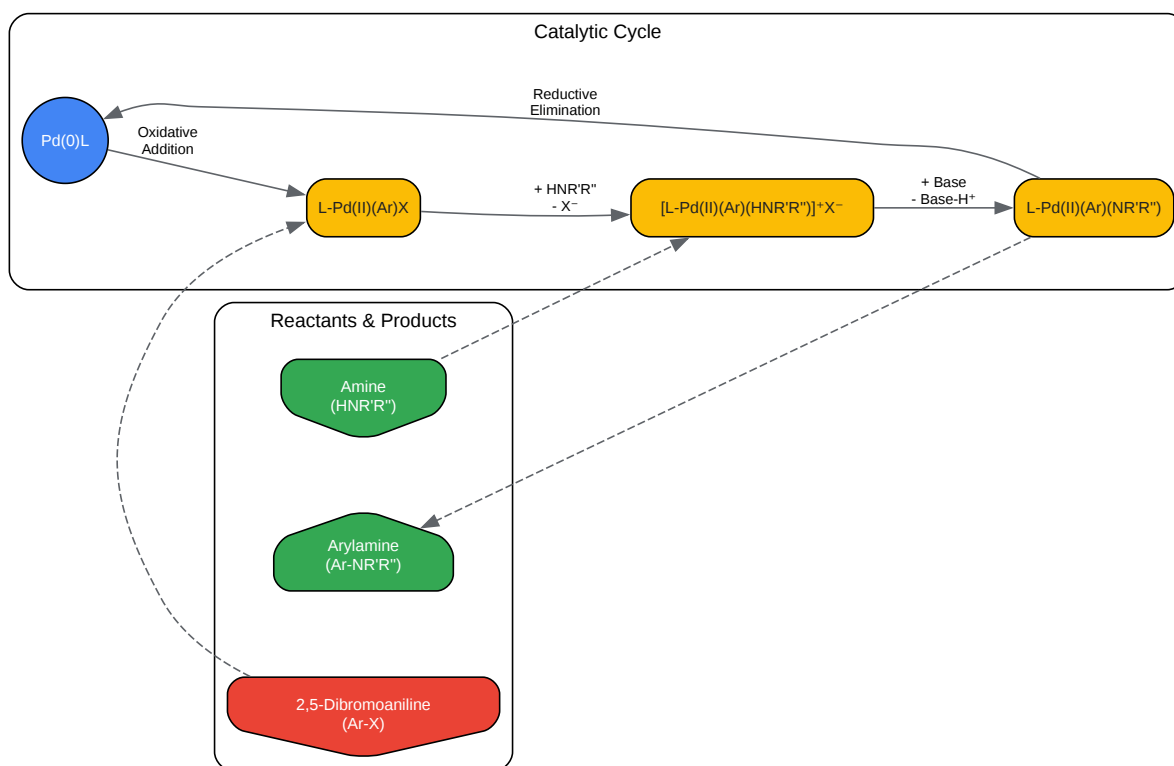 Catalytic Cycle
Reductive
Elimination
Pd(0)L
Oxidative
Addition
L-Pd(II)(Ar)X
+ HNR'R"
- X⁻
[L-Pd(II)(Ar)(HNR'R")]⁺X⁻
+ Base
- Base-H⁺
L-Pd(II)(Ar)(NR'R")
Reactants & Products
Amine
(HNR'R")
Arylamine
(Ar-NR'R")
2,5-Dibromoaniline
(Ar-X)